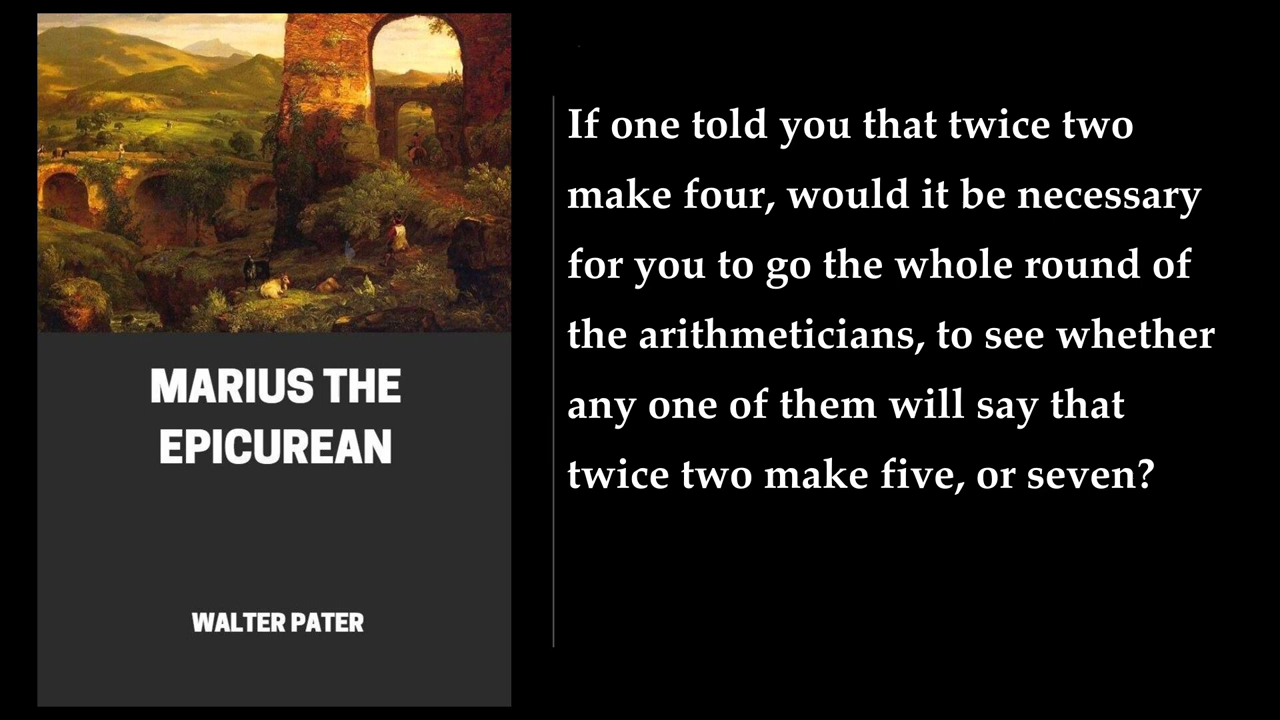 MARIUS THE
EPICUREAN
WALTER PATER
If one told you that twice two
make four, would it be necessary
for you to go the whole round of
the arithmeticians, to see whether
any one of them will say that
twice two make five, or seven?